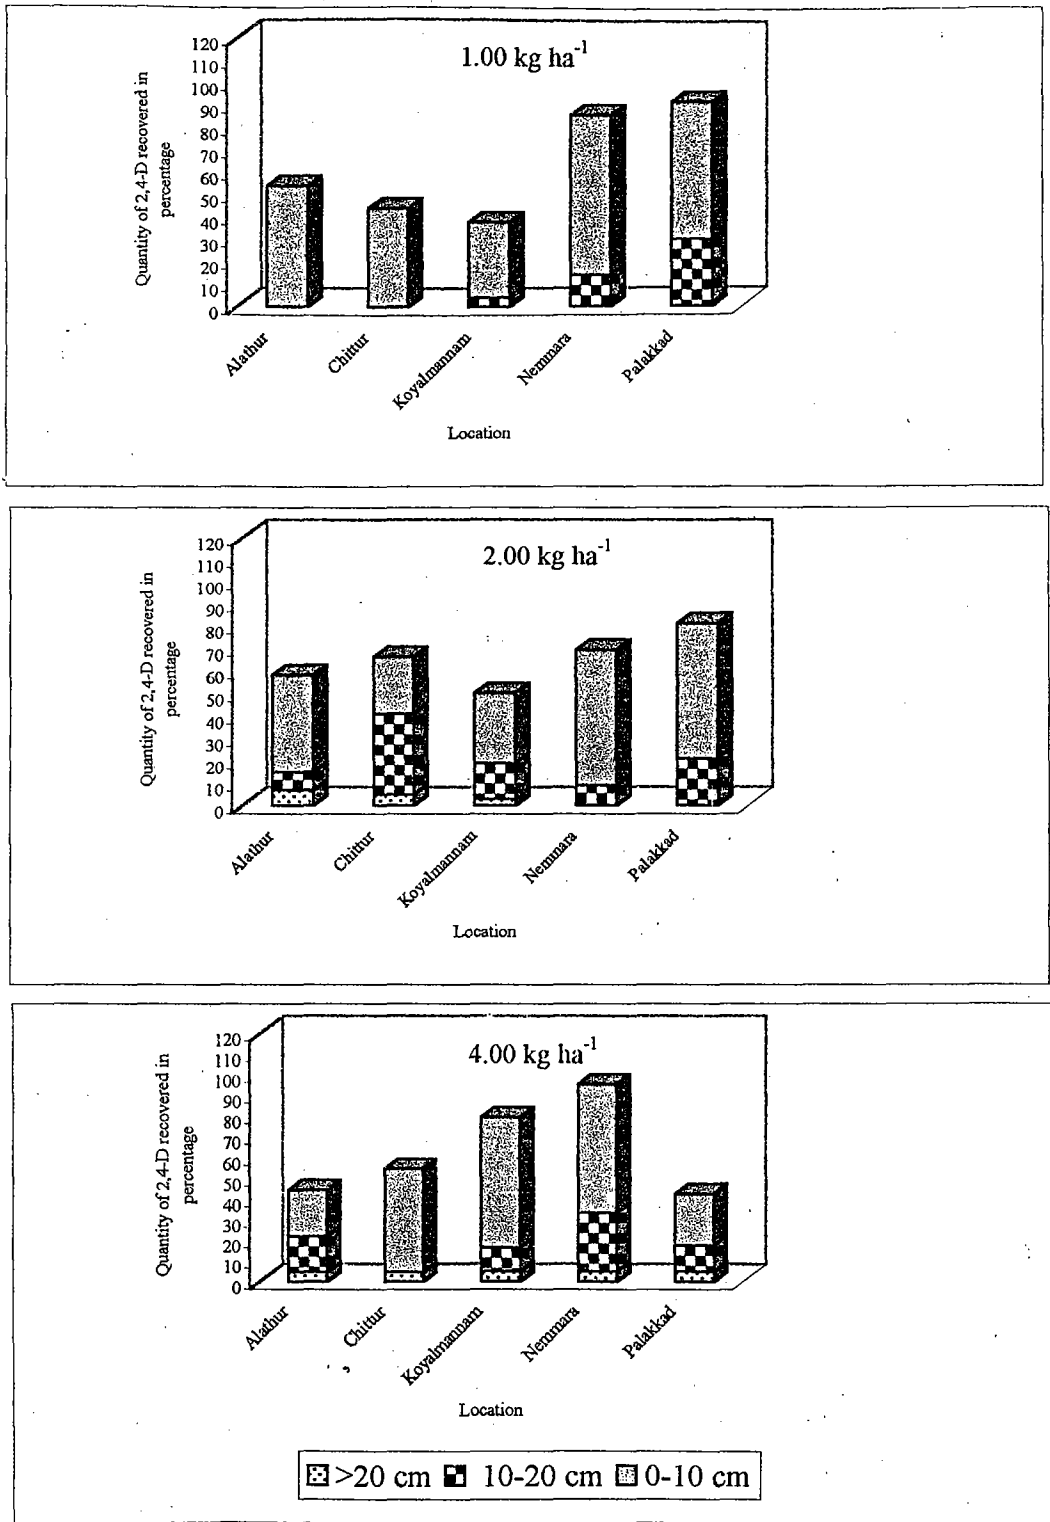 1.00 kg ha⁻¹
Quantity of 2,4-D recovered in
percentage
120
110
100
90
80
70
60
50
40
30
20
10
0
Alathur
Chittur
Koyalmannam
Nemmara
Palakkad
Location
2.00 kg ha⁻¹
Quantity of 2,4-D recovered in
percentage
120
110
100
90
80
70
60
50
40
30
20
10
0
Alathur
Chittur
Koyalmannam
Nemmara
Palakkad
Location
4.00 kg ha⁻¹
Quantity of 2,4-D recovered in
percentage
120
110
100
90
80
70
60
50
40
30
20
10
0
Alathur
Chittur
Koyalmannam
Nemmara
Palakkad
Location
>20 cm 10-20 cm 0-10 cm